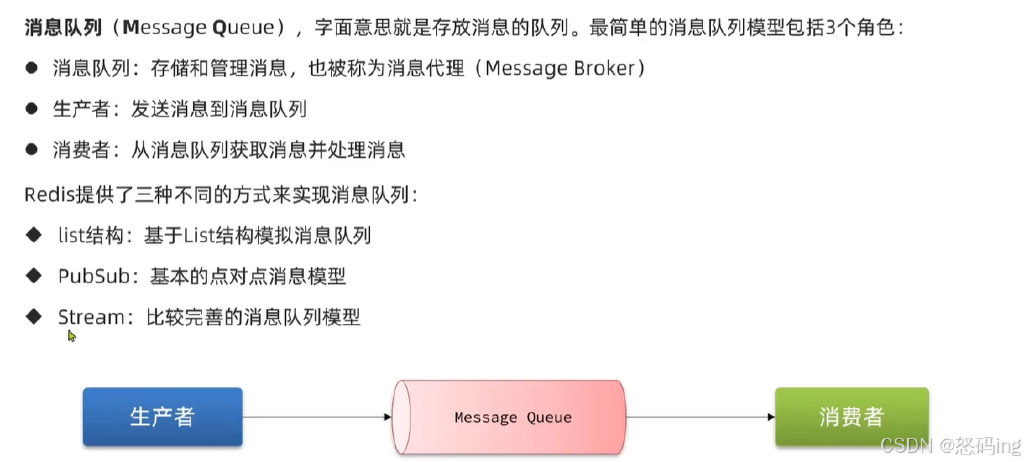 消息队列（Message Queue），字面意思就是存放消息的队列。最简单的消息队列模型包括3个角色：
● 消息队列：存储和管理消息，也被称为消息代理（Message Broker）
● 生产者：发送消息到消息队列
● 消费者：从消息队列获取消息并处理消息
Redis提供了三种不同的方式来实现消息队列：
◆ list结构：基于List结构模拟消息队列
◆ PubSub：基本的点对点消息模型
◆ Stream：比较完善的消息队列模型
生产者
Message Queue
消费者
CSDN @怒码ing